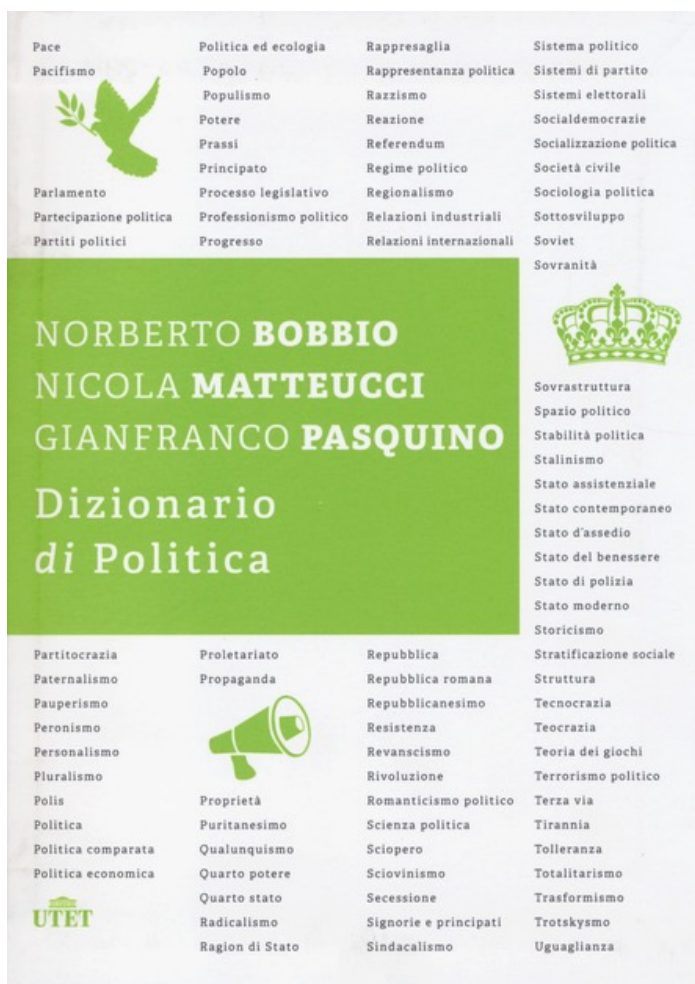 Pace
Pacifismo
Parlamento
Partecipazione politica
Partiti politici
Politica ed ecologia
Popolo
Populismo
Potere
Prassi
Principato
Processo legislativo
Professionismo politico
Progresso
Rappresaglia
Rappresentanza politica
Razzismo
Reazione
Referendum
Regime politico
Regionalismo
Relazioni industriali
Relazioni internazionali
Sistema politico
Sistemi di partito
Sistemi elettorali
Socialdemocrazie
Socializzazione politica
Società civile
Sociologia politica
Sottosviluppo
Soviet
Sovranità
NORBERTO BOBBIO
NICOLA MATTEUCCI
GIANFRANCO PASQUINO
Dizionario
di Politica
Sovrastruttura
Spazio politico
Stabilità politica
Stalinismo
Stato assistenziale
Stato contemporaneo
Stato d'assedio
Stato del benessere
Stato di polizia
Stato moderno
Storicismo
Stratificazione sociale
Struttura
Tecnocrazia
Teocrazia
Teoria dei giochi
Terrorismo politico
Terza via
Tirannia
Tolleranza
Totalitarismo
Trasformismo
Trotskysmo
Uguaglianza
Partitocrazia
Paternalismo
Pauperismo
Peronismo
Personalismo
Pluralismo
Polis
Politica
Politica comparata
Politica economica
UTET
Proletariato
Propaganda
Proprietà
Puritanesimo
Qualunquismo
Quarto potere
Quarto stato
Radicalismo
Ragion di Stato
Repubblica
Repubblica romana
Repubblicanesimo
Resistenza
Revanscismo
Rivoluzione
Romanticismo politico
Scienza politica
Sciopero
Sciovinismo
Secessione
Signorie e principati
Sindacalismo